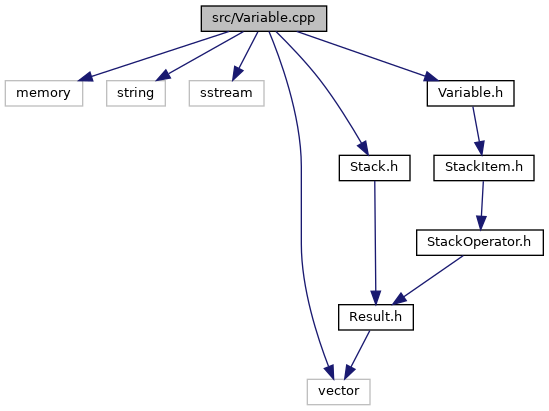 src/Variable.cpp
memory
string
sstream
Variable.h
Stack.h
StackItem.h
StackOperator.h
Result.h
vector